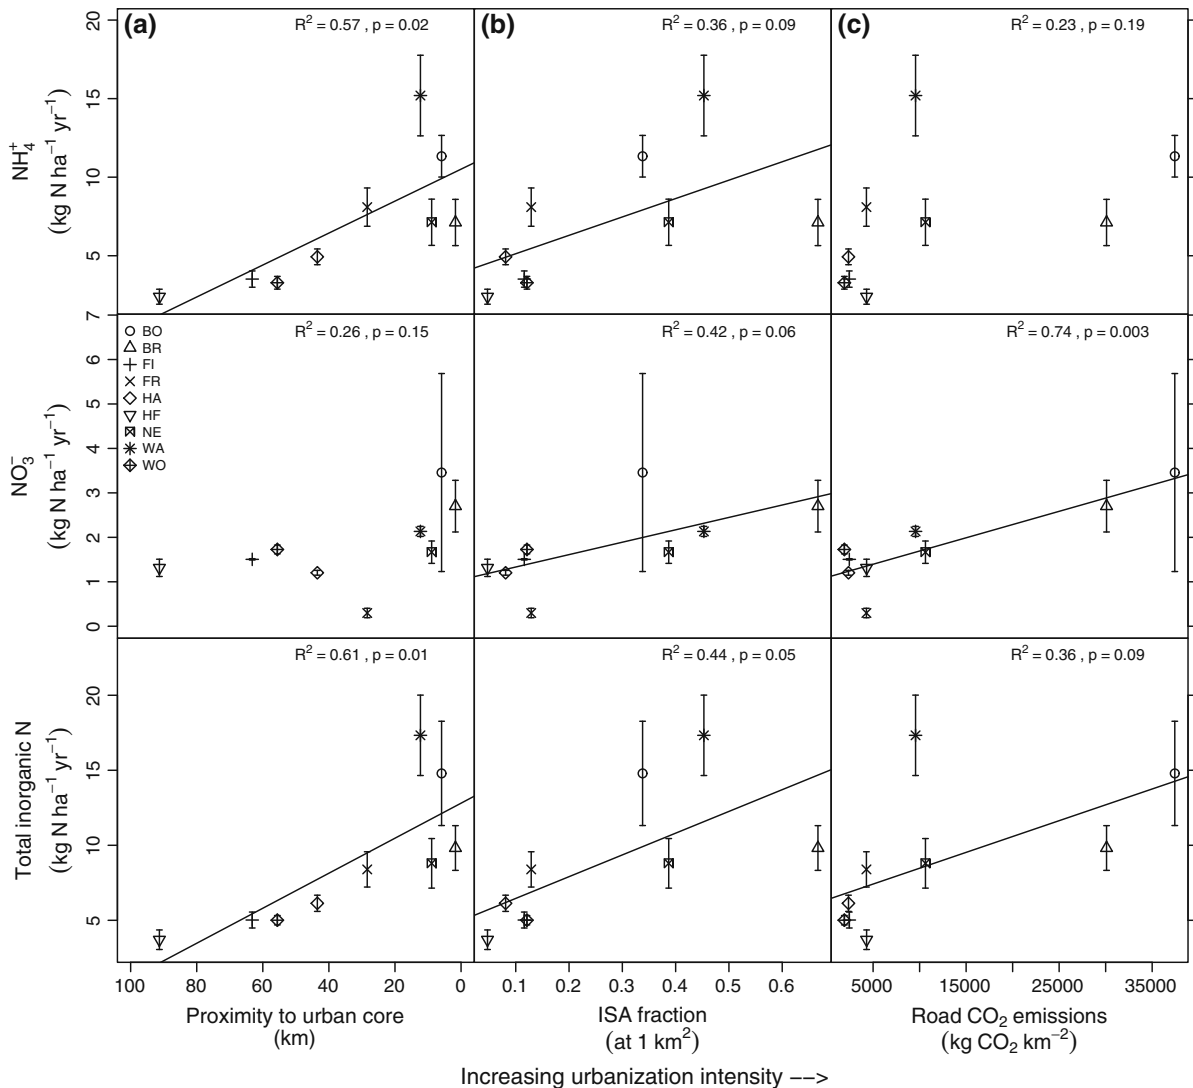 (a)
R² = 0.57 , p = 0.02
(b)
R² = 0.36 , p = 0.09
(c)
R² = 0.23 , p = 0.19
NH₄⁺
(kg N ha⁻¹ yr⁻¹)
20
15
10
5
R² = 0.26 , p = 0.15
R² = 0.42 , p = 0.06
R² = 0.74 , p = 0.003
BO
BR
FI
FR
HA
HF
NE
WA
WO
NO₃⁻
(kg N ha⁻¹ yr⁻¹)
7
6
5
4
3
2
1
0
R² = 0.61 , p = 0.01
R² = 0.44 , p = 0.05
R² = 0.36 , p = 0.09
Total inorganic N
(kg N ha⁻¹ yr⁻¹)
20
15
10
5
100 80 60 40 20 0
0.1 0.2 0.3 0.4 0.5 0.6
5000 15000 25000 35000
Proximity to urban core
(km)
ISA fraction
(at 1 km²)
Road CO₂ emissions
(kg CO₂ km⁻²)
Increasing urbanization intensity −−>